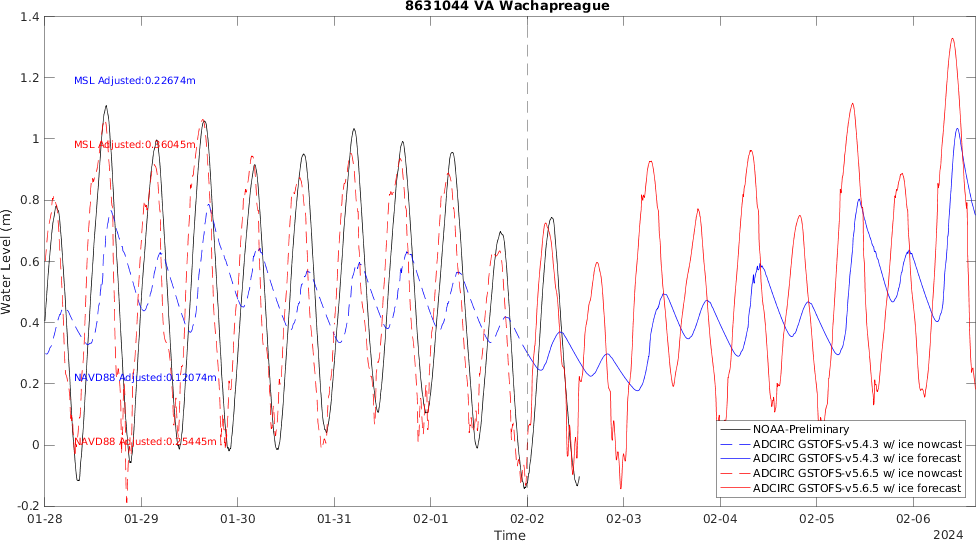 8631044 VA Wachapreague
1.4
1.2
1
0.8
0.6
0.4
0.2
0
-0.2
Water Level (m)
MSL Adjusted:0.22674m
MSL Adjusted:0.16045m
NAVD88 Adjusted:0.12074m
NAVD88 Adjusted:0.25445m
NOAA-Preliminary
ADCIRC GSTOFS-v5.4.3 w/ ice nowcast
ADCIRC GSTOFS-v5.4.3 w/ ice forecast
ADCIRC GSTOFS-v5.6.5 w/ ice nowcast
ADCIRC GSTOFS-v5.6.5 w/ ice forecast
01-28 01-29 01-30 01-31 02-01 02-02 02-03 02-04 02-05 02-06
Time
2024